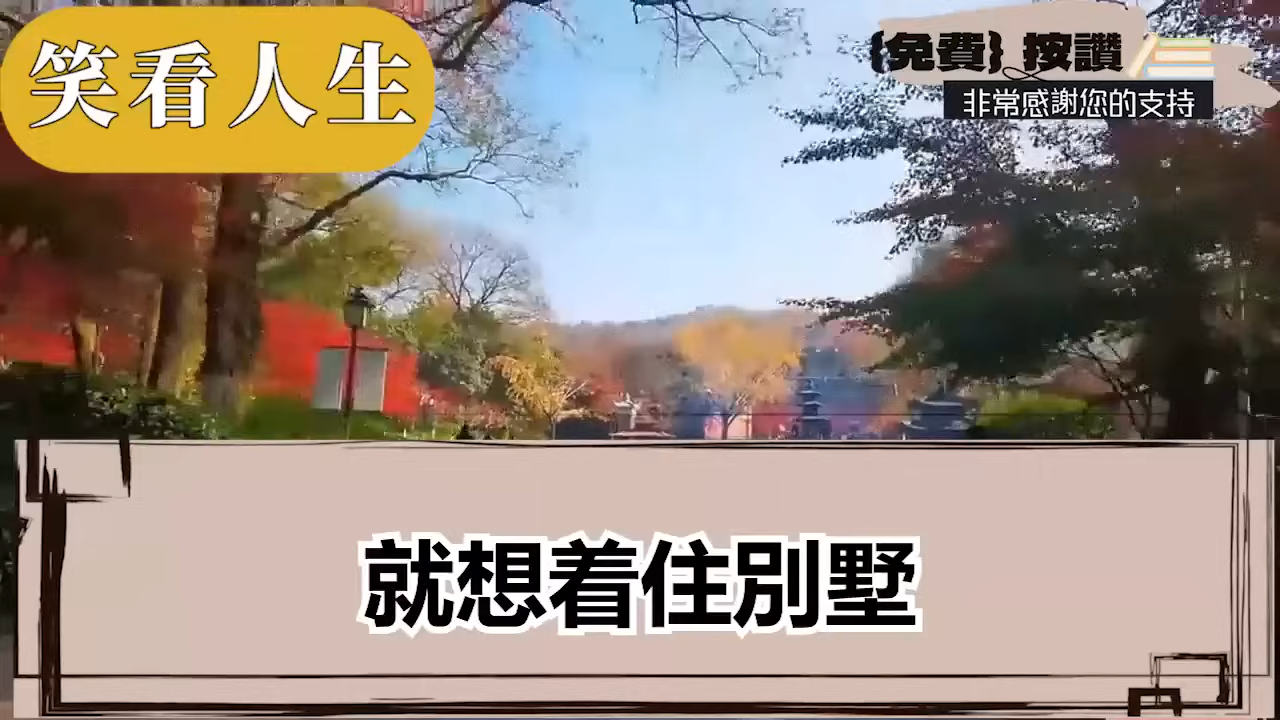 笑看人生
{免費} 按讚
非常感謝您的支持
就想着住別墅